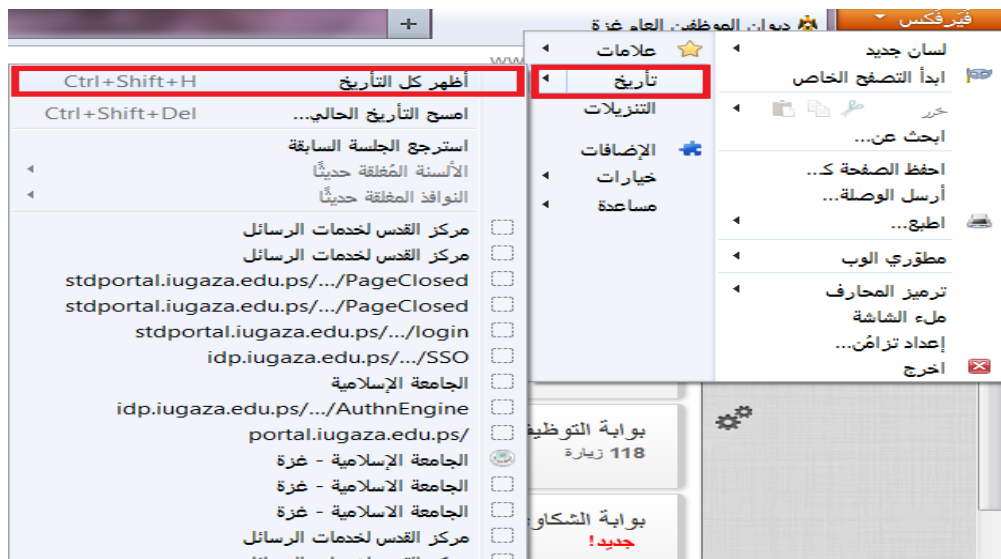 فَيَرفُكس
ديوان الموظفين العام غزة
+
www
لسان جديد
ابدأ التصفح الخاص
حَرر
ابحث عن...
احفظ الصفحة كـ...
أرسل الوصلة...
اطبع...
مطوّري الوب
ترميز المحارف
ملء الشاشة
إعداد تزامُن...
اخرج
علامات
تأريخ
التنزيلات
الإضافات
خيارات
مساعدة
أظهر كل التأريخ Ctrl+Shift+H
امسح التأريخ الحالي... Ctrl+Shift+Del
استرجع الجلسة السابقة
الألسنة المُغلقة حديثًا
النوافذ المغلقة حديثًا
مركز القدس لخدمات الرسائل
مركز القدس لخدمات الرسائل
stdportal.iugaza.edu.ps/.../PageClosed
stdportal.iugaza.edu.ps/.../PageClosed
stdportal.iugaza.edu.ps/.../login
idp.iugaza.edu.ps/.../SSO
الجامعة الإسلامية
idp.iugaza.edu.ps/.../AuthnEngine
portal.iugaza.edu.ps/
الجامعة الإسلامية - غزة
الجامعة الاسلامية - غزة
الجامعة الاسلامية - غزة
مركز القدس لخدمات الرسائل
بوابة التوظيف
118 زيارة
بوابة الشكاو
جديد!